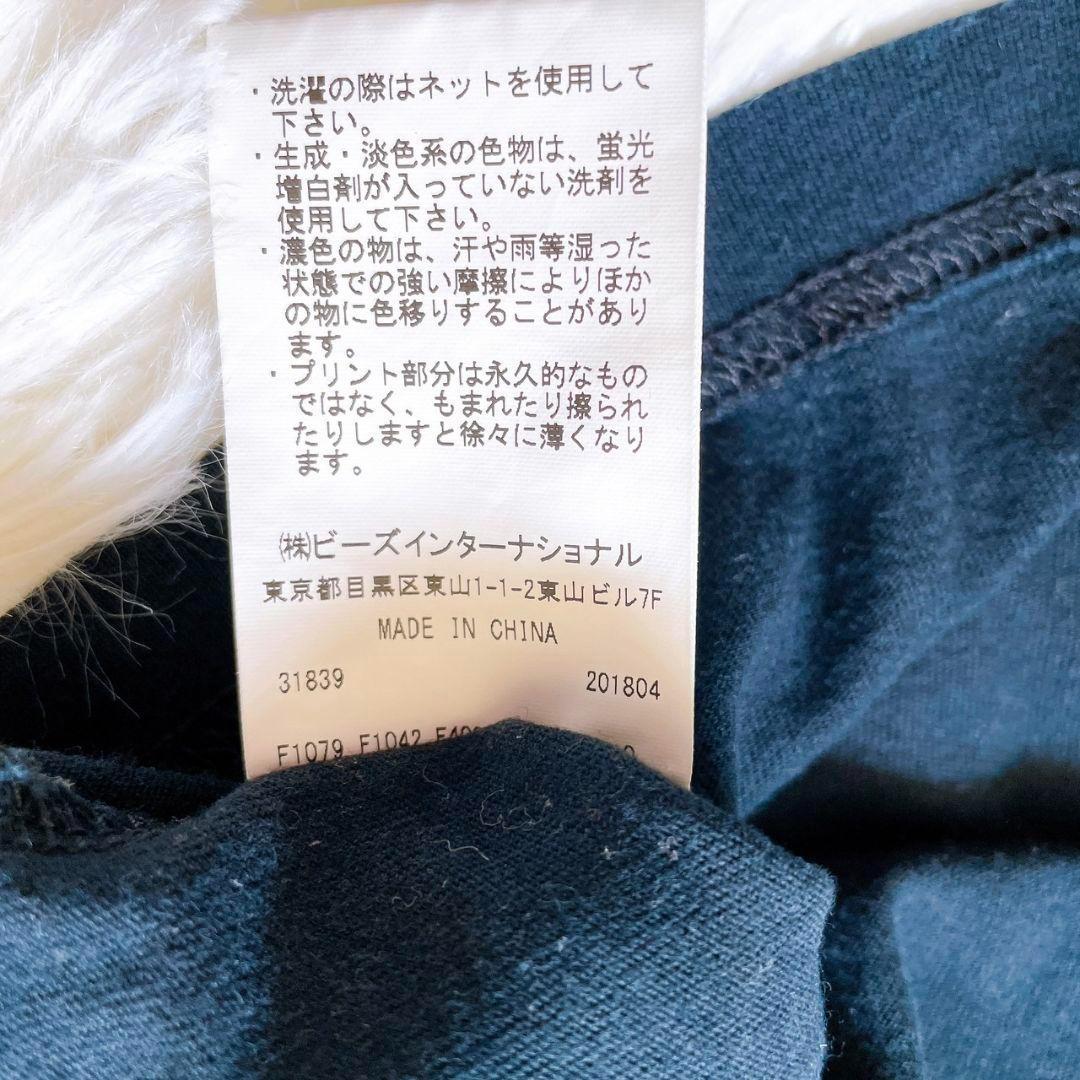 ・洗濯の際はネットを使用して
下さい。
・生成・淡色系の色物は、蛍光
増白剤が入っていない洗剤を
使用して下さい。
・濃色の物は、汗や雨等湿った
状態での強い摩擦によりほか
の物に色移りすることがあり
ます。
・プリント部分は永久的なもの
ではなく、もまれたり擦られ
たりしますと徐々に薄くなり
ます。
㈱ビーズインターナショナル
東京都目黒区東山1-1-2東山ビル7F
MADE IN CHINA
31839 201804
F1079 F1042